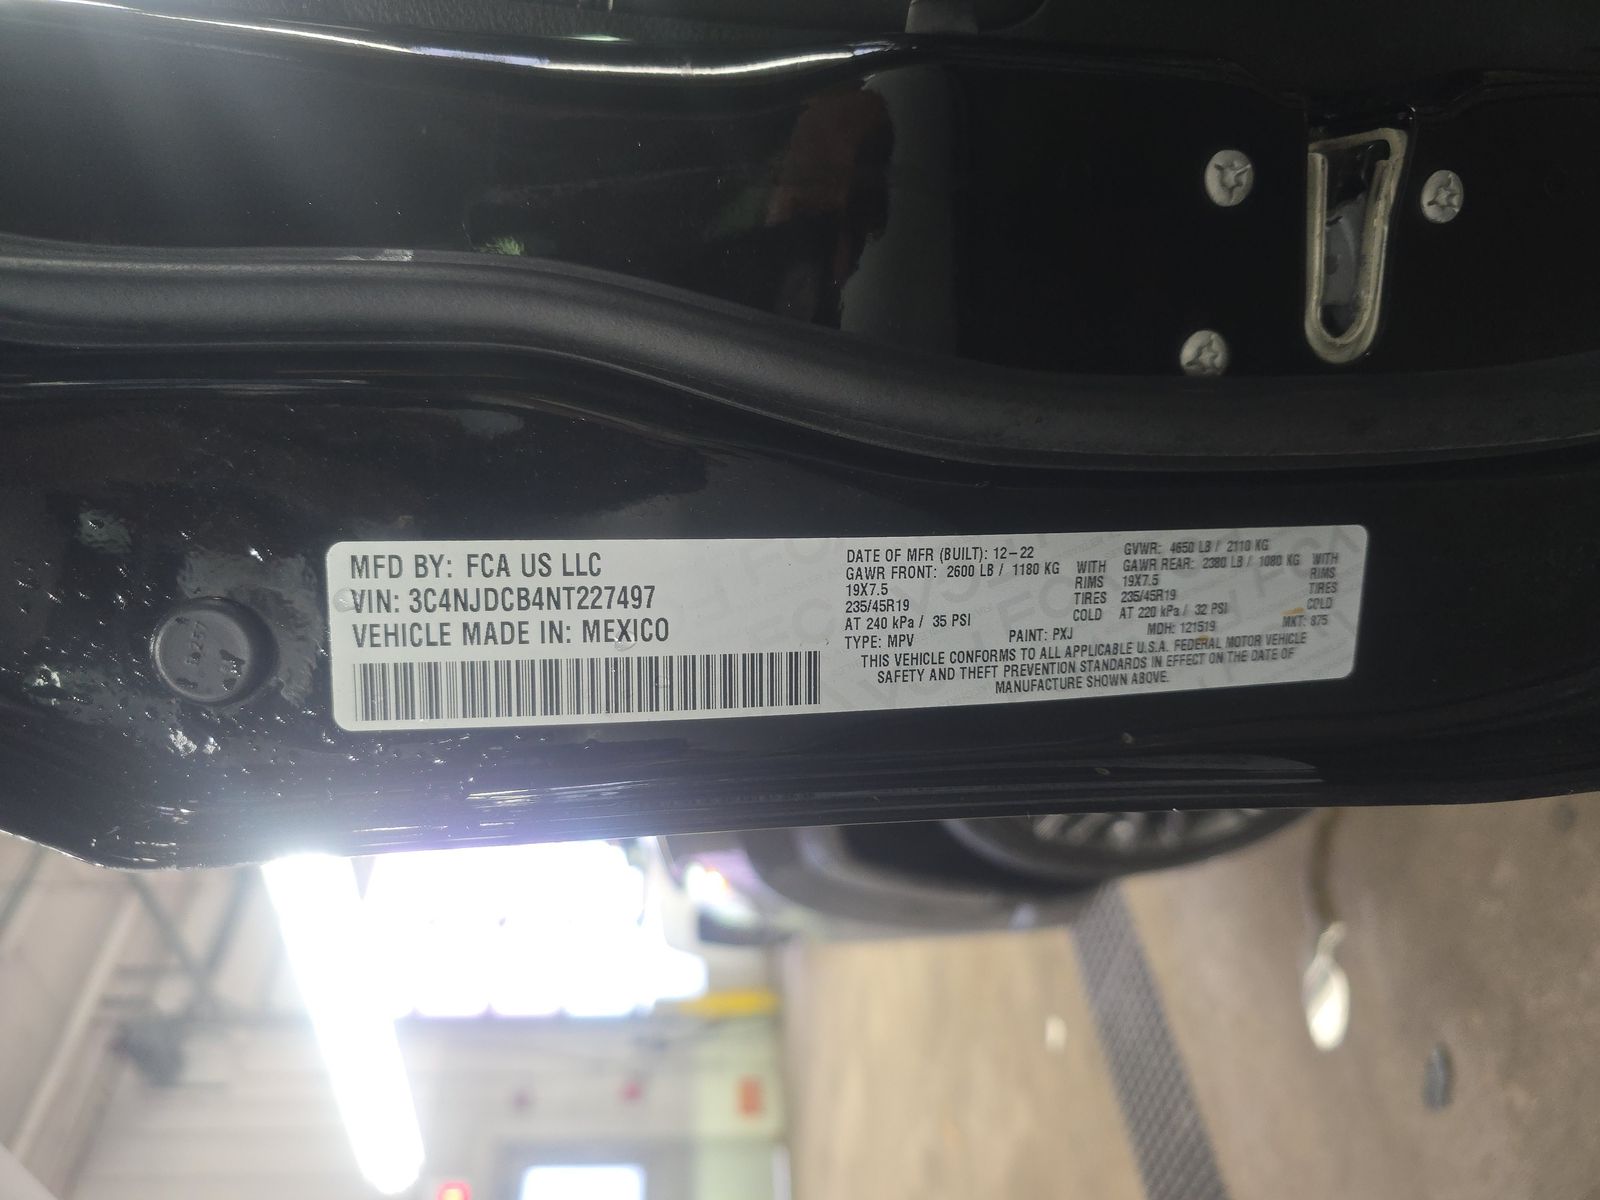 MFD BY: FCA US LLC
VIN: 3C4NJDCB4NT227497
VEHICLE MADE IN: MEXICO
DATE OF MFR (BUILT): 12-22 GVWR: 4650 LB / 2110 KG
GAWR FRONT: 2600 LB / 1180 KG WITH GAWR REAR: 2380 LB / 1080 KG WITH
19X7.5 RIMS 19X7.5 RIMS
235/45R19 TIRES 235/45R19 TIRES
AT 240 kPa / 35 PSI COLD AT 220 kPa / 32 PSI COLD
TYPE: MPV PAINT: PXJ MDH: 121519 MKT: 875
THIS VEHICLE CONFORMS TO ALL APPLICABLE U.S.A. FEDERAL MOTOR VEHICLE
SAFETY AND THEFT PREVENTION STANDARDS IN EFFECT ON THE DATE OF
MANUFACTURE SHOWN ABOVE.